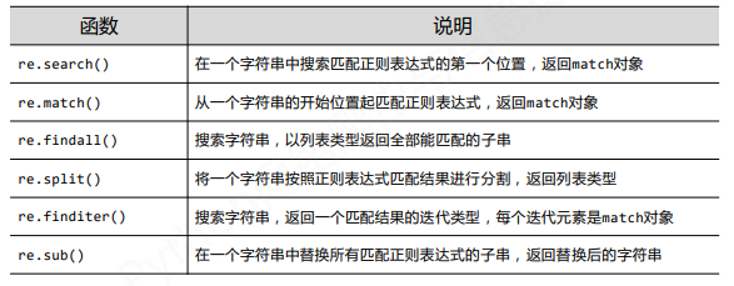 函数 说明
re.search() 在一个字符串中搜索匹配正则表达式的第一个位置，返回match对象
re.match() 从一个字符串的开始位置起匹配正则表达式，返回match对象
re.findall() 搜索字符串，以列表类型返回全部能匹配的子串
re.split() 将一个字符串按照正则表达式匹配结果进行分割，返回列表类型
re.finditer() 搜索字符串，返回一个匹配结果的迭代类型，每个迭代元素是match对象
re.sub() 在一个字符串中替换所有匹配正则表达式的子串，返回替换后的字符串